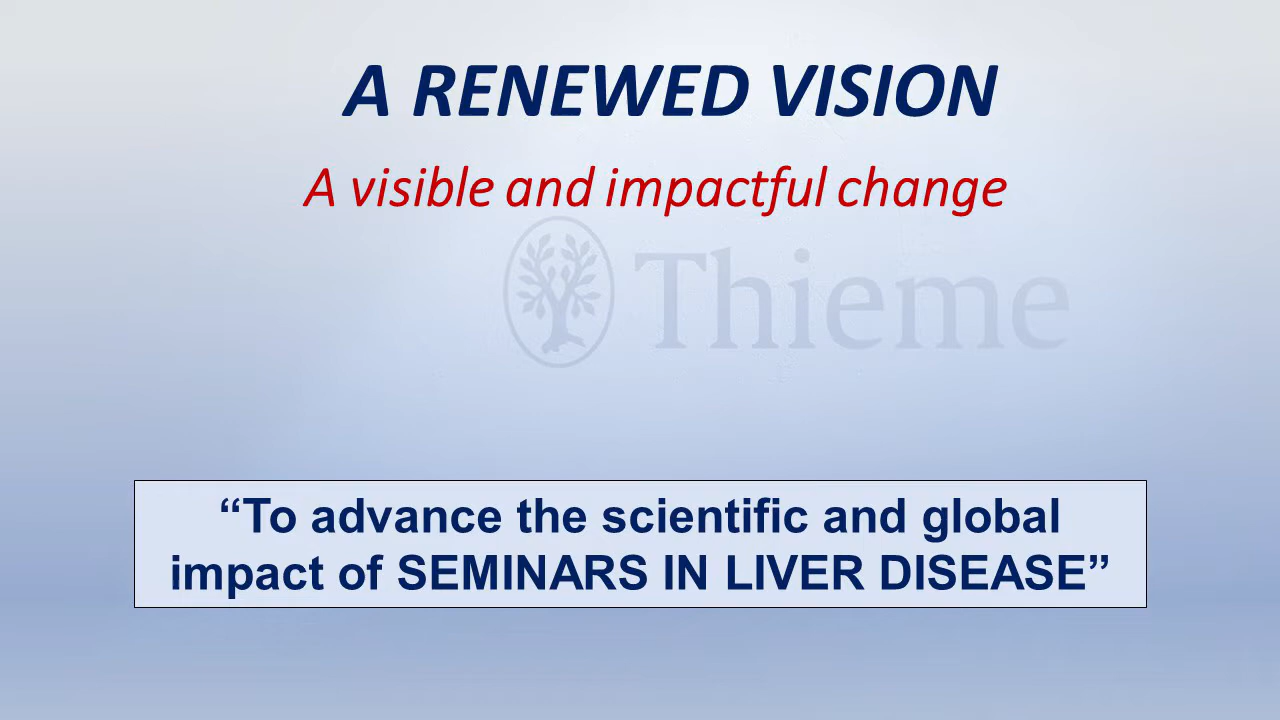 A RENEWED VISION
A visible and impactful change
Thieme
“To advance the scientific and global
impact of SEMINARS IN LIVER DISEASE”